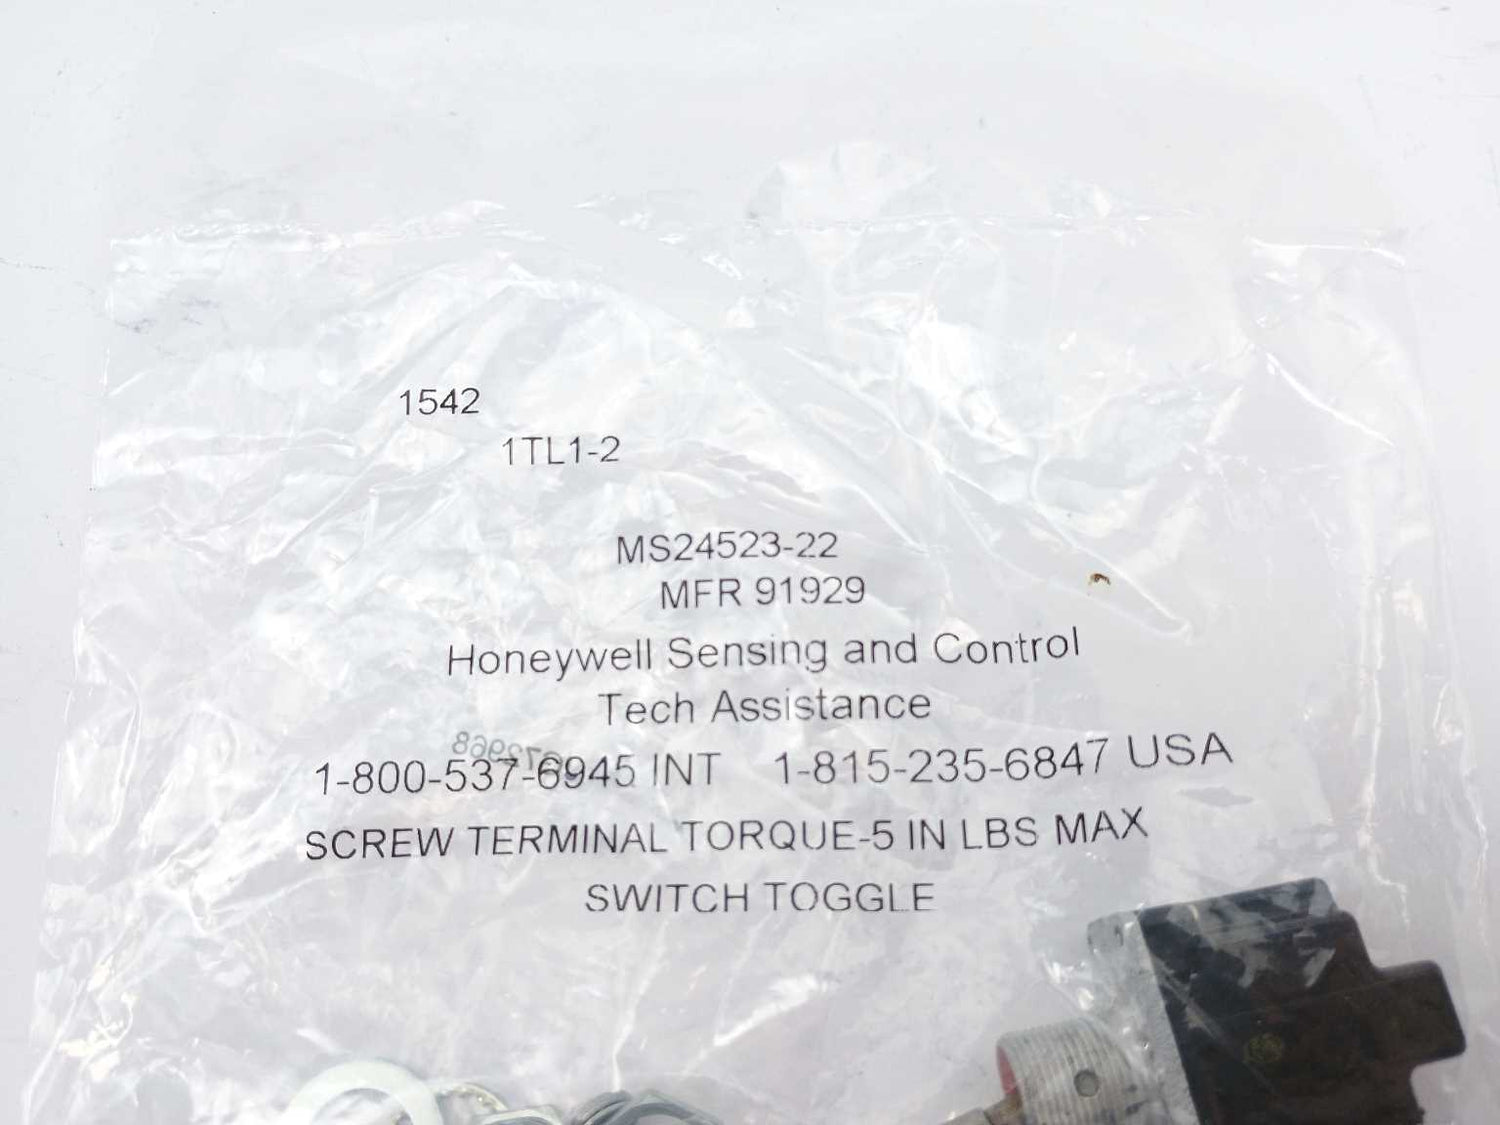 1542
1TL1-2
MS24523-22
MFR 91929
Honeywell Sensing and Control
Tech Assistance
1-800-537-6945 INT 1-815-235-6847 USA
SCREW TERMINAL TORQUE-5 IN LBS MAX
SWITCH TOGGLE